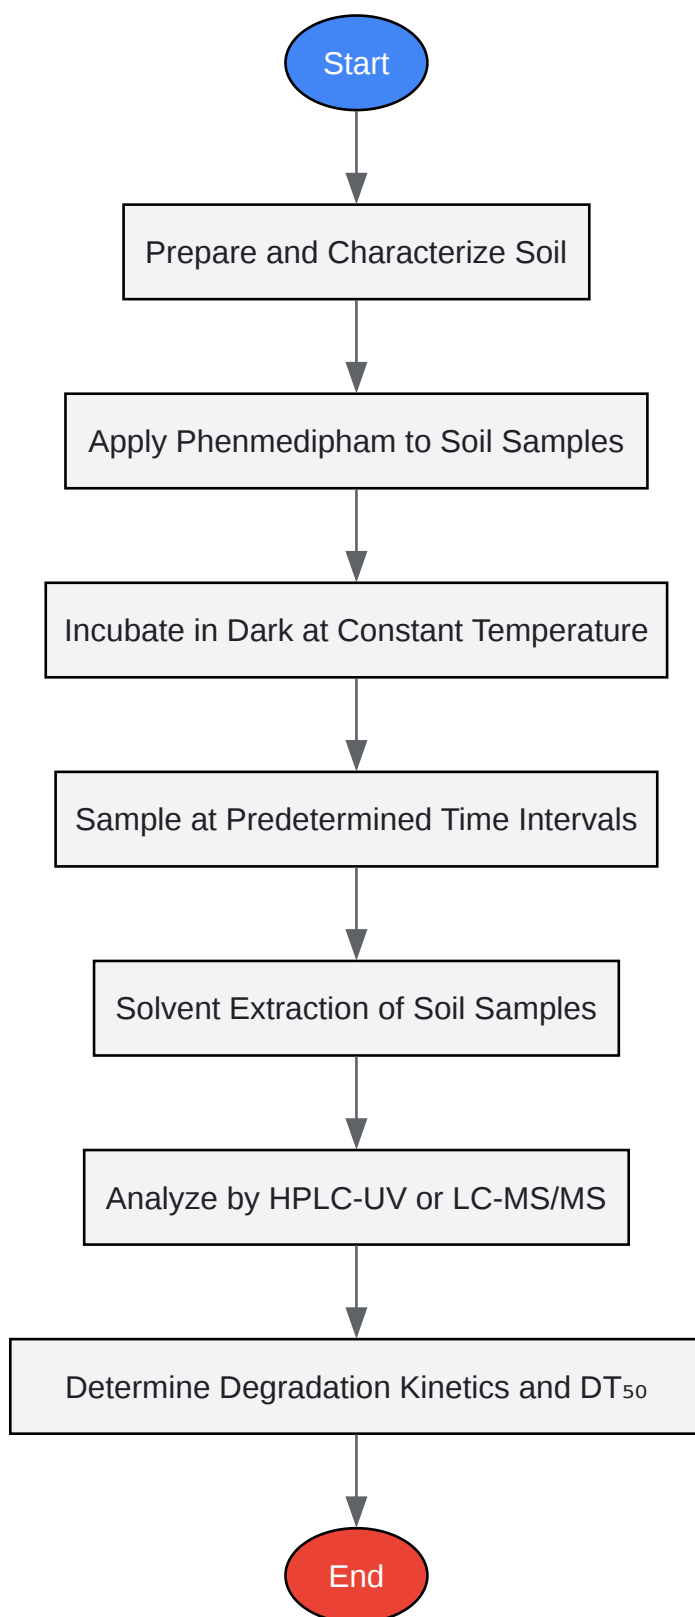 Start
Prepare and Characterize Soil
Apply Phenmedipham to Soil Samples
Incubate in Dark at Constant Temperature
Sample at Predetermined Time Intervals
Solvent Extraction of Soil Samples
Analyze by HPLC-UV or LC-MS/MS
Determine Degradation Kinetics and DT₅₀
End